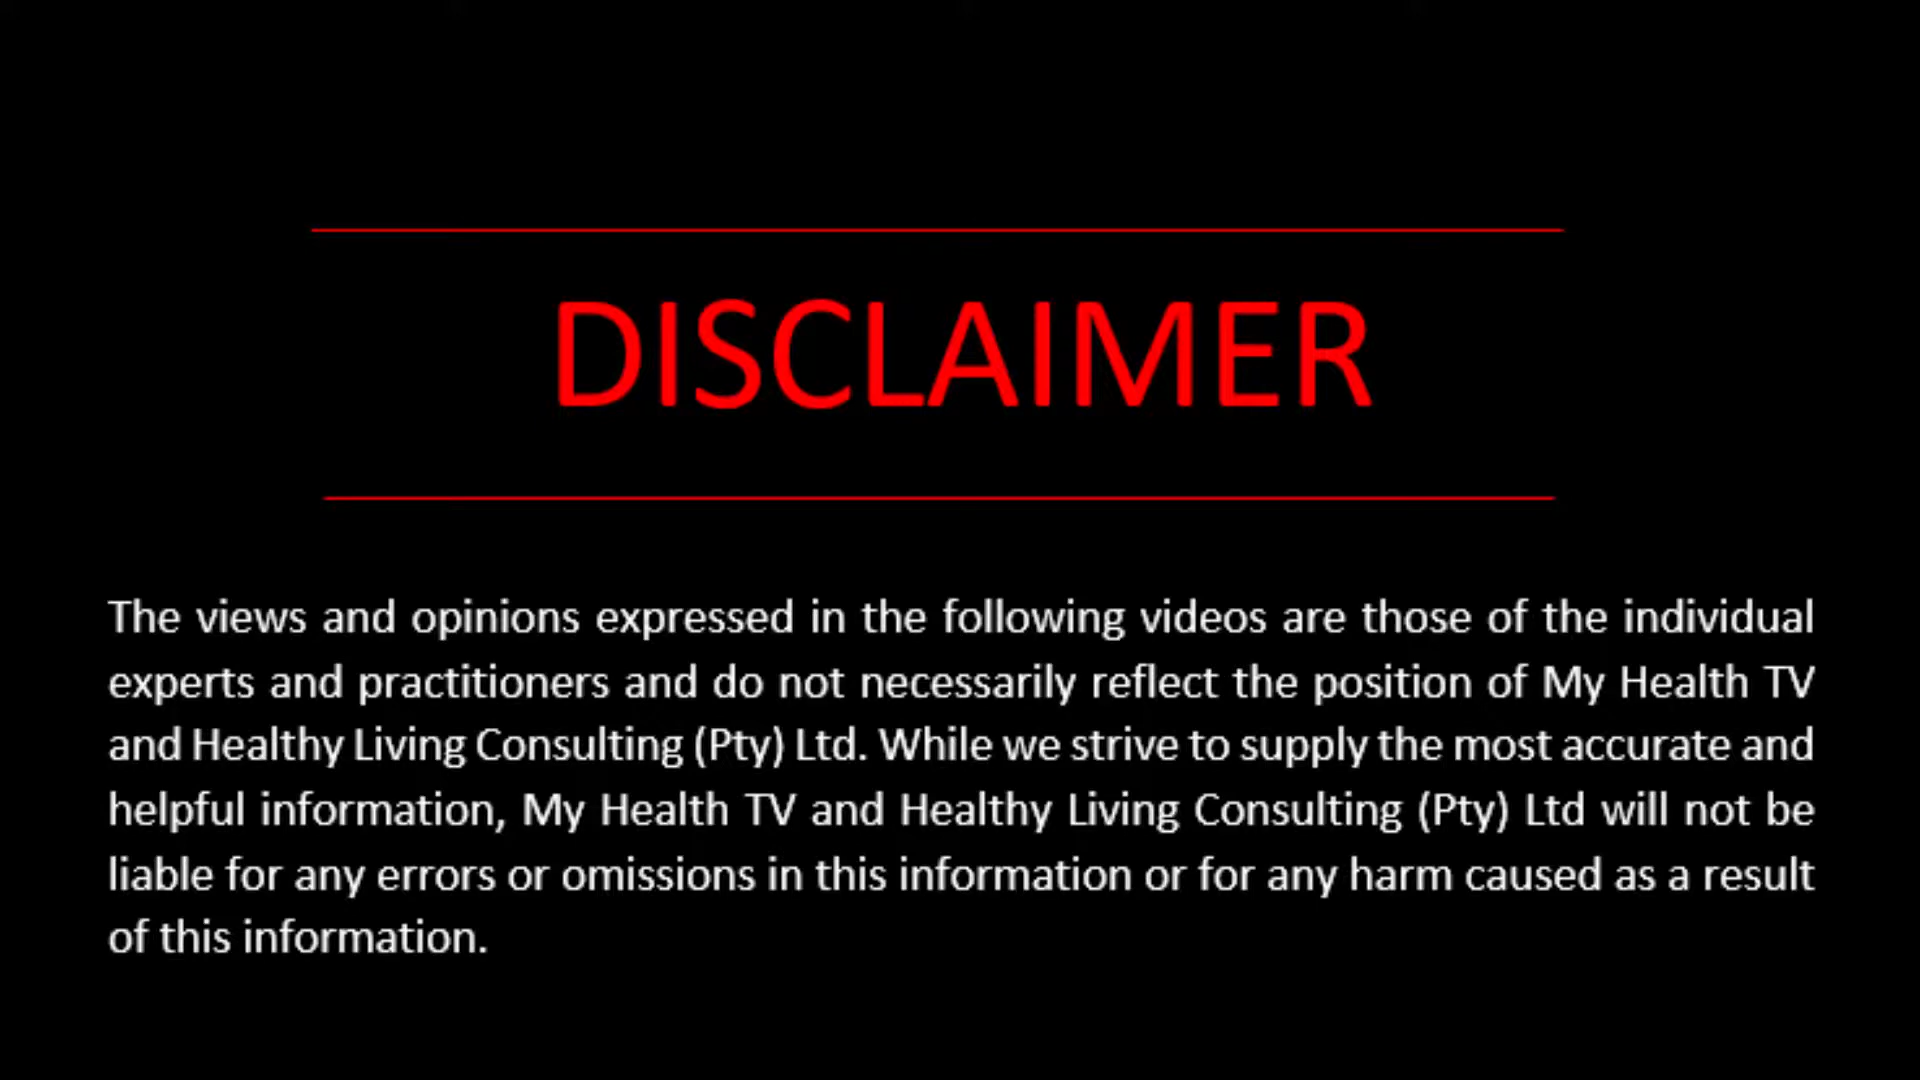 DISCLAIMER
The views and opinions expressed in the following videos are those of the individual
experts and practitioners and do not necessarily reflect the position of My Health TV
and Healthy Living Consulting (Pty) Ltd. While we strive to supply the most accurate and
helpful information, My Health TV and Healthy Living Consulting (Pty) Ltd will not be
liable for any errors or omissions in this information or for any harm caused as a result
of this information.